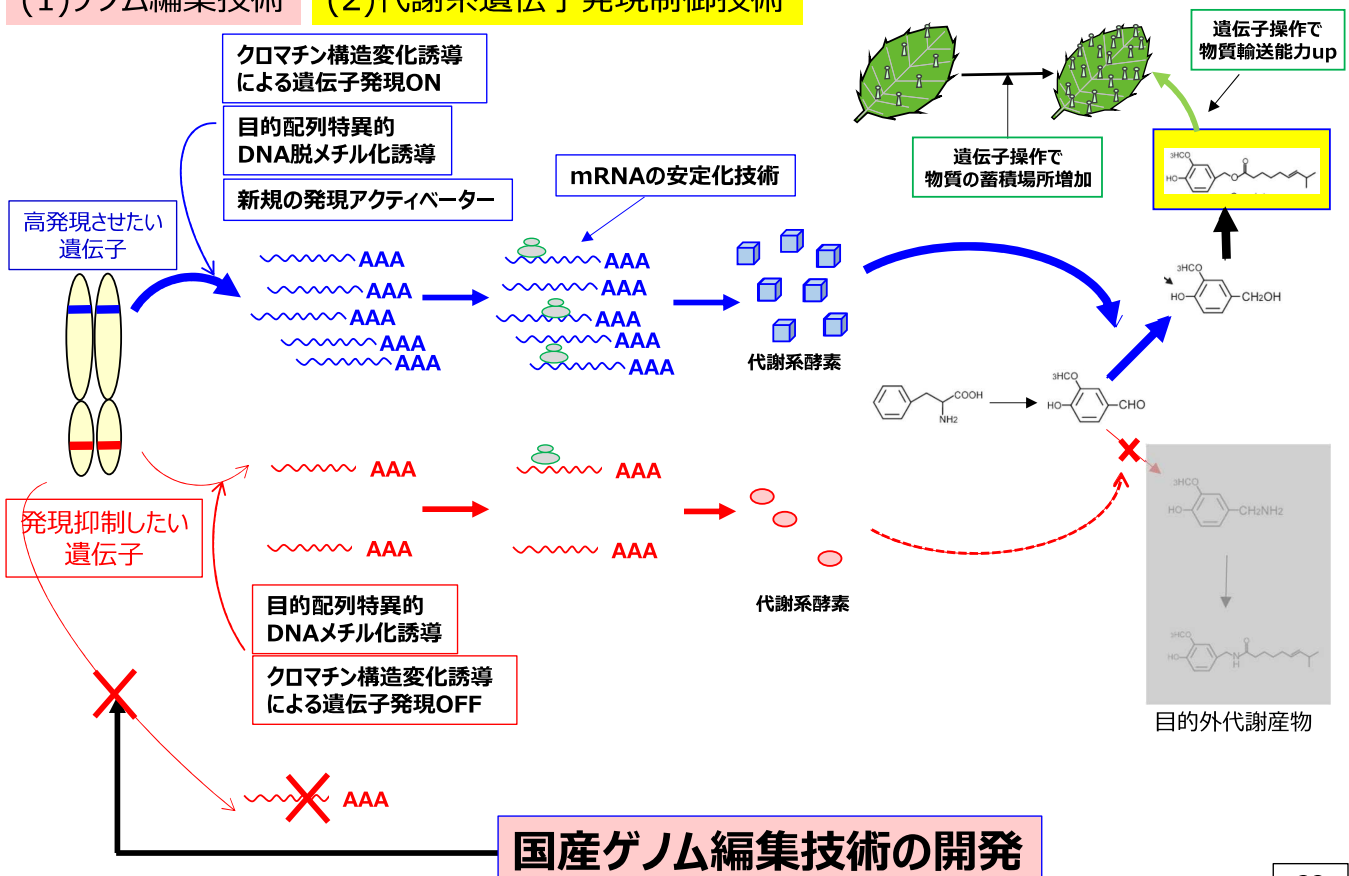 (1)ゲノム編集技術
(2)代謝系遺伝子発現制御技術
クロマチン構造変化誘導
による遺伝子発現ON
目的配列特異的
DNA脱メチル化誘導
新規の発現アクティベーター
mRNAの安定化技術
遺伝子操作で
物質輸送能力up
遺伝子操作で
物質の蓄積場所増加
高発現させたい
遺伝子
AAA
AAA
AAA
AAA
AAA
AAA
AAA
AAA
AAA
AAA
代謝系酵素
₃HCO
HO
O
O
₃HCO
HO
CH₂OH
COOH
NH₂
₃HCO
HO
CHO
発現抑制したい
遺伝子
AAA
AAA
AAA
AAA
代謝系酵素
₃HCO
HO
CH₂NH₂
₃HCO
HO
O
N
H
目的外代謝産物
目的配列特異的
DNAメチル化誘導
クロマチン構造変化誘導
による遺伝子発現OFF
AAA
国産ゲノム編集技術の開発